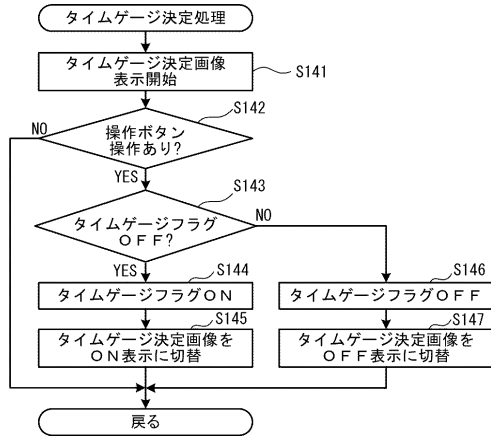 タイムゲージ決定処理
タイムゲージ決定画像
表示開始
S141
S142
NO
操作ボタン
操作あり?
YES
S143
タイムゲージフラグ
OFF?
NO
YES
S144
タイムゲージフラグON
S146
タイムゲージフラグOFF
S145
タイムゲージ決定画像を
ON表示に切替
S147
タイムゲージ決定画像を
OFF表示に切替
戻る